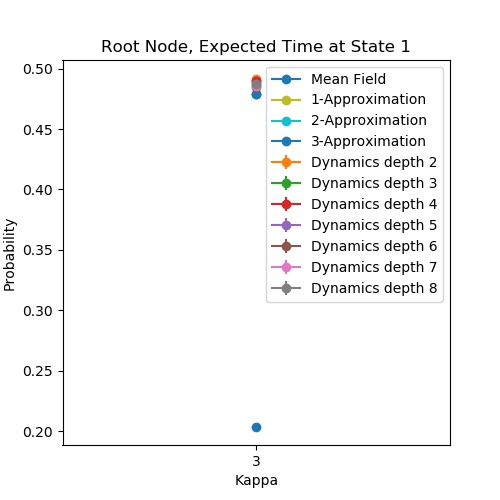 Root Node, Expected Time at State 1
0.50
0.45
0.40
0.35
0.30
0.25
0.20
Probability
Mean Field
1-Approximation
2-Approximation
3-Approximation
Dynamics depth 2
Dynamics depth 3
Dynamics depth 4
Dynamics depth 5
Dynamics depth 6
Dynamics depth 7
Dynamics depth 8
3
Kappa